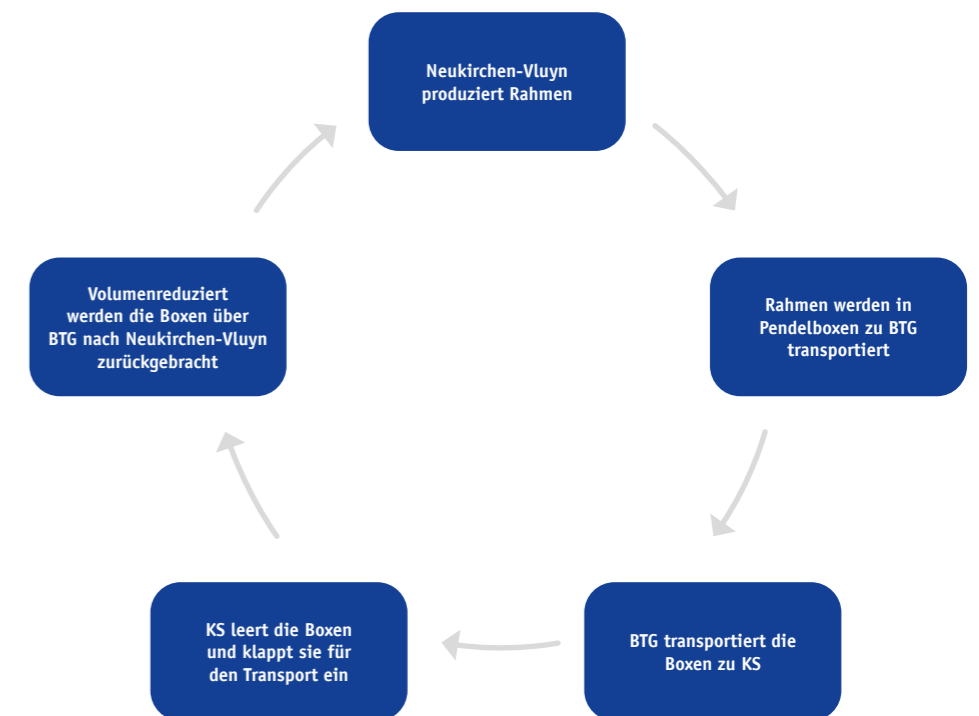 Neukirchen-Vluyn
produziert Rahmen
Rahmen werden in
Pendelboxen zu BTG
transportiert
BTG transportiert die
Boxen zu KS
KS leert die Boxen
und klappt sie für
den Transport ein
Volumenreduziert
werden die Boxen über
BTG nach Neukirchen-Vluyn
zurückgebracht